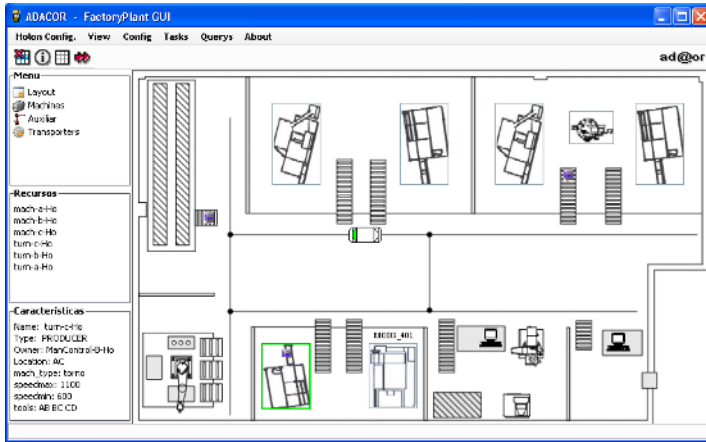 ADACOR - FactoryPlant GUI
Holon Config. View Config Tasks Querys About
ad@or
Menu
Layout
Machines
Auxiliar
Transporters
Recursos
mach-a-Ho
mach-b-Ho
mach-c-Ho
turn-c-Ho
turn-b-Ho
turn-a-Ho
Características
Name: turn-c-Ho
Type: PRODUCER
Owner: ManControl-B-Ho
Location: AC
mach_type: torno
speedmax: 1100
speedmin: 600
tools: AB BC CD